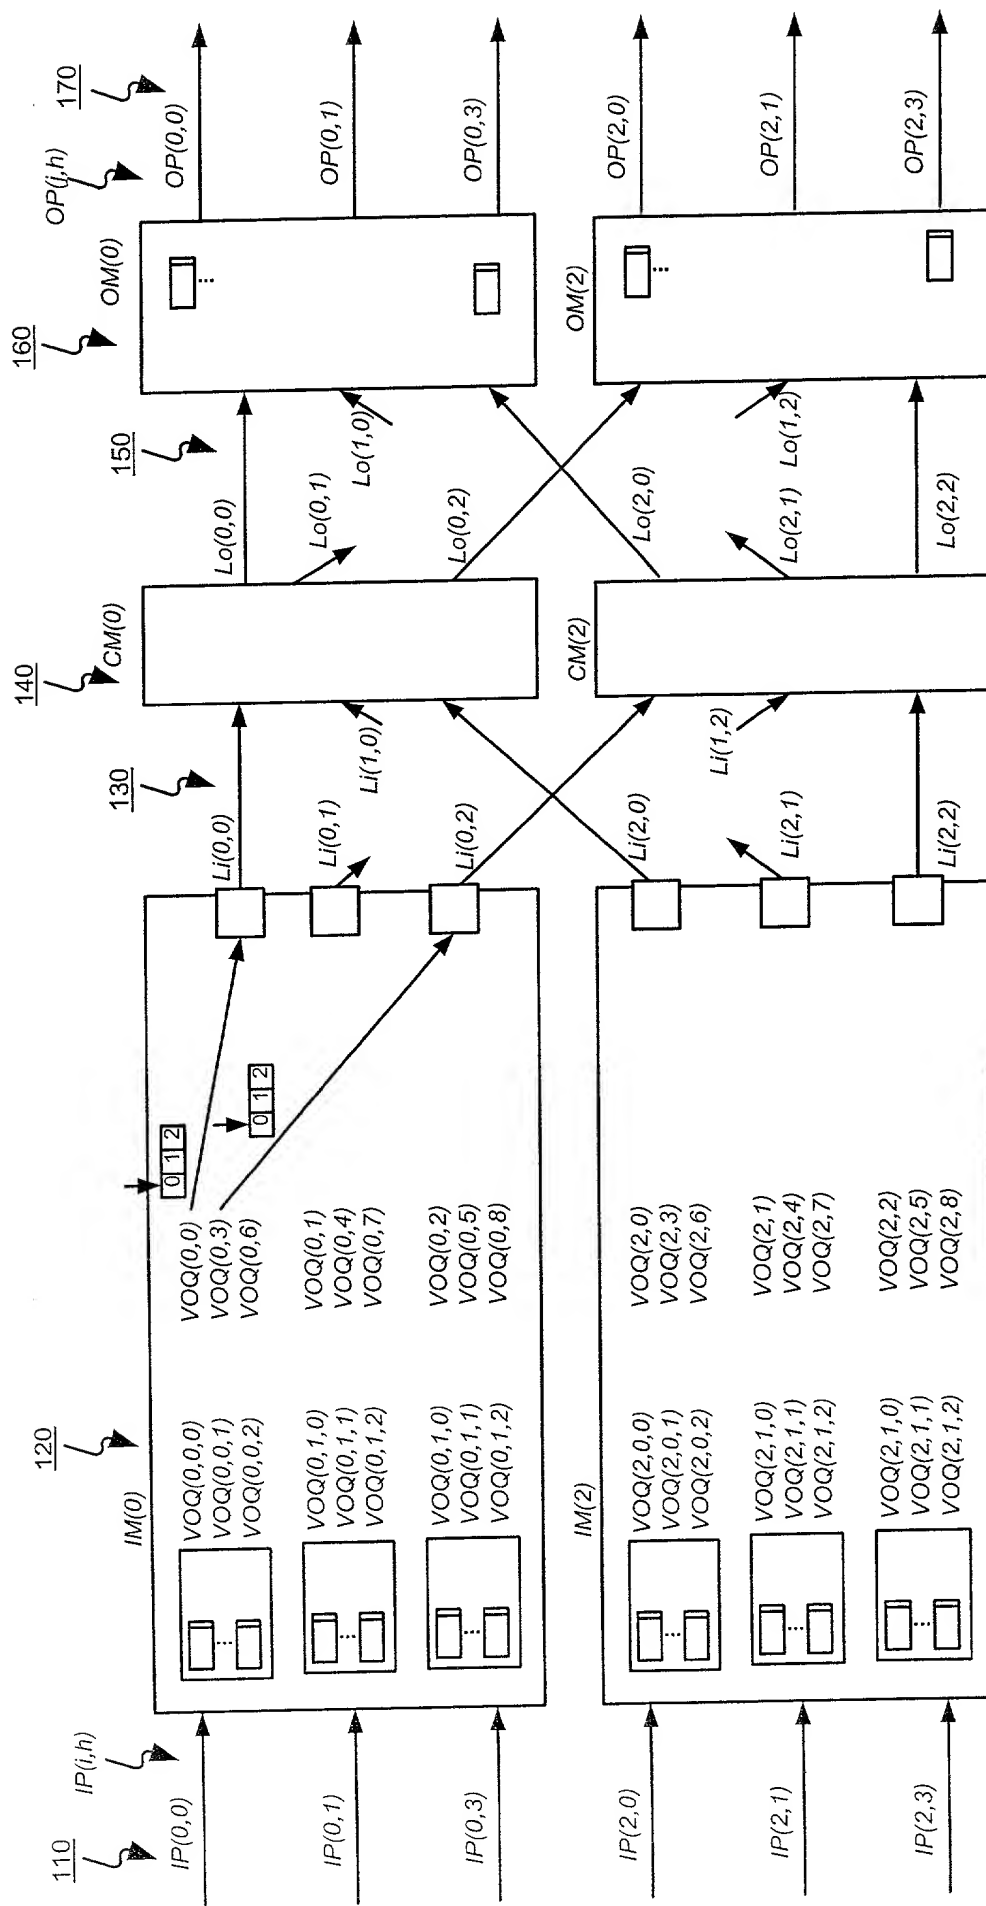 110
IP(i,h)
IP(0,0)
IP(0,1)
IP(0,3)
IP(2,0)
IP(2,1)
IP(2,3)
120
IM(0)
VOQ(0,0,0)
VOQ(0,0,1)
VOQ(0,0,2)
VOQ(0,1,0)
VOQ(0,1,1)
VOQ(0,1,2)
VOQ(0,1,0)
VOQ(0,1,1)
VOQ(0,1,2)
VOQ(0,0)
VOQ(0,3)
VOQ(0,6)
VOQ(0,1)
VOQ(0,4)
VOQ(0,7)
VOQ(0,2)
VOQ(0,5)
VOQ(0,8)
0 1 2
0 1 2
IM(2)
VOQ(2,0,0)
VOQ(2,0,1)
VOQ(2,0,2)
VOQ(2,1,0)
VOQ(2,1,1)
VOQ(2,1,2)
VOQ(2,1,0)
VOQ(2,1,1)
VOQ(2,1,2)
VOQ(2,0)
VOQ(2,3)
VOQ(2,6)
VOQ(2,1)
VOQ(2,4)
VOQ(2,7)
VOQ(2,2)
VOQ(2,5)
VOQ(2,8)
130
Li(0,0)
Li(0,1)
Li(0,2)
Li(2,0)
Li(2,1)
Li(2,2)
Li(1,0)
Li(1,2)
140
CM(0)
CM(2)
150
Lo(0,0)
Lo(0,1)
Lo(0,2)
Lo(2,0)
Lo(2,1)
Lo(2,2)
Lo(1,0)
Lo(1,2)
160
OM(0)
OM(2)
170
OP(j,h)
OP(0,0)
OP(0,1)
OP(0,3)
OP(2,0)
OP(2,1)
OP(2,3)